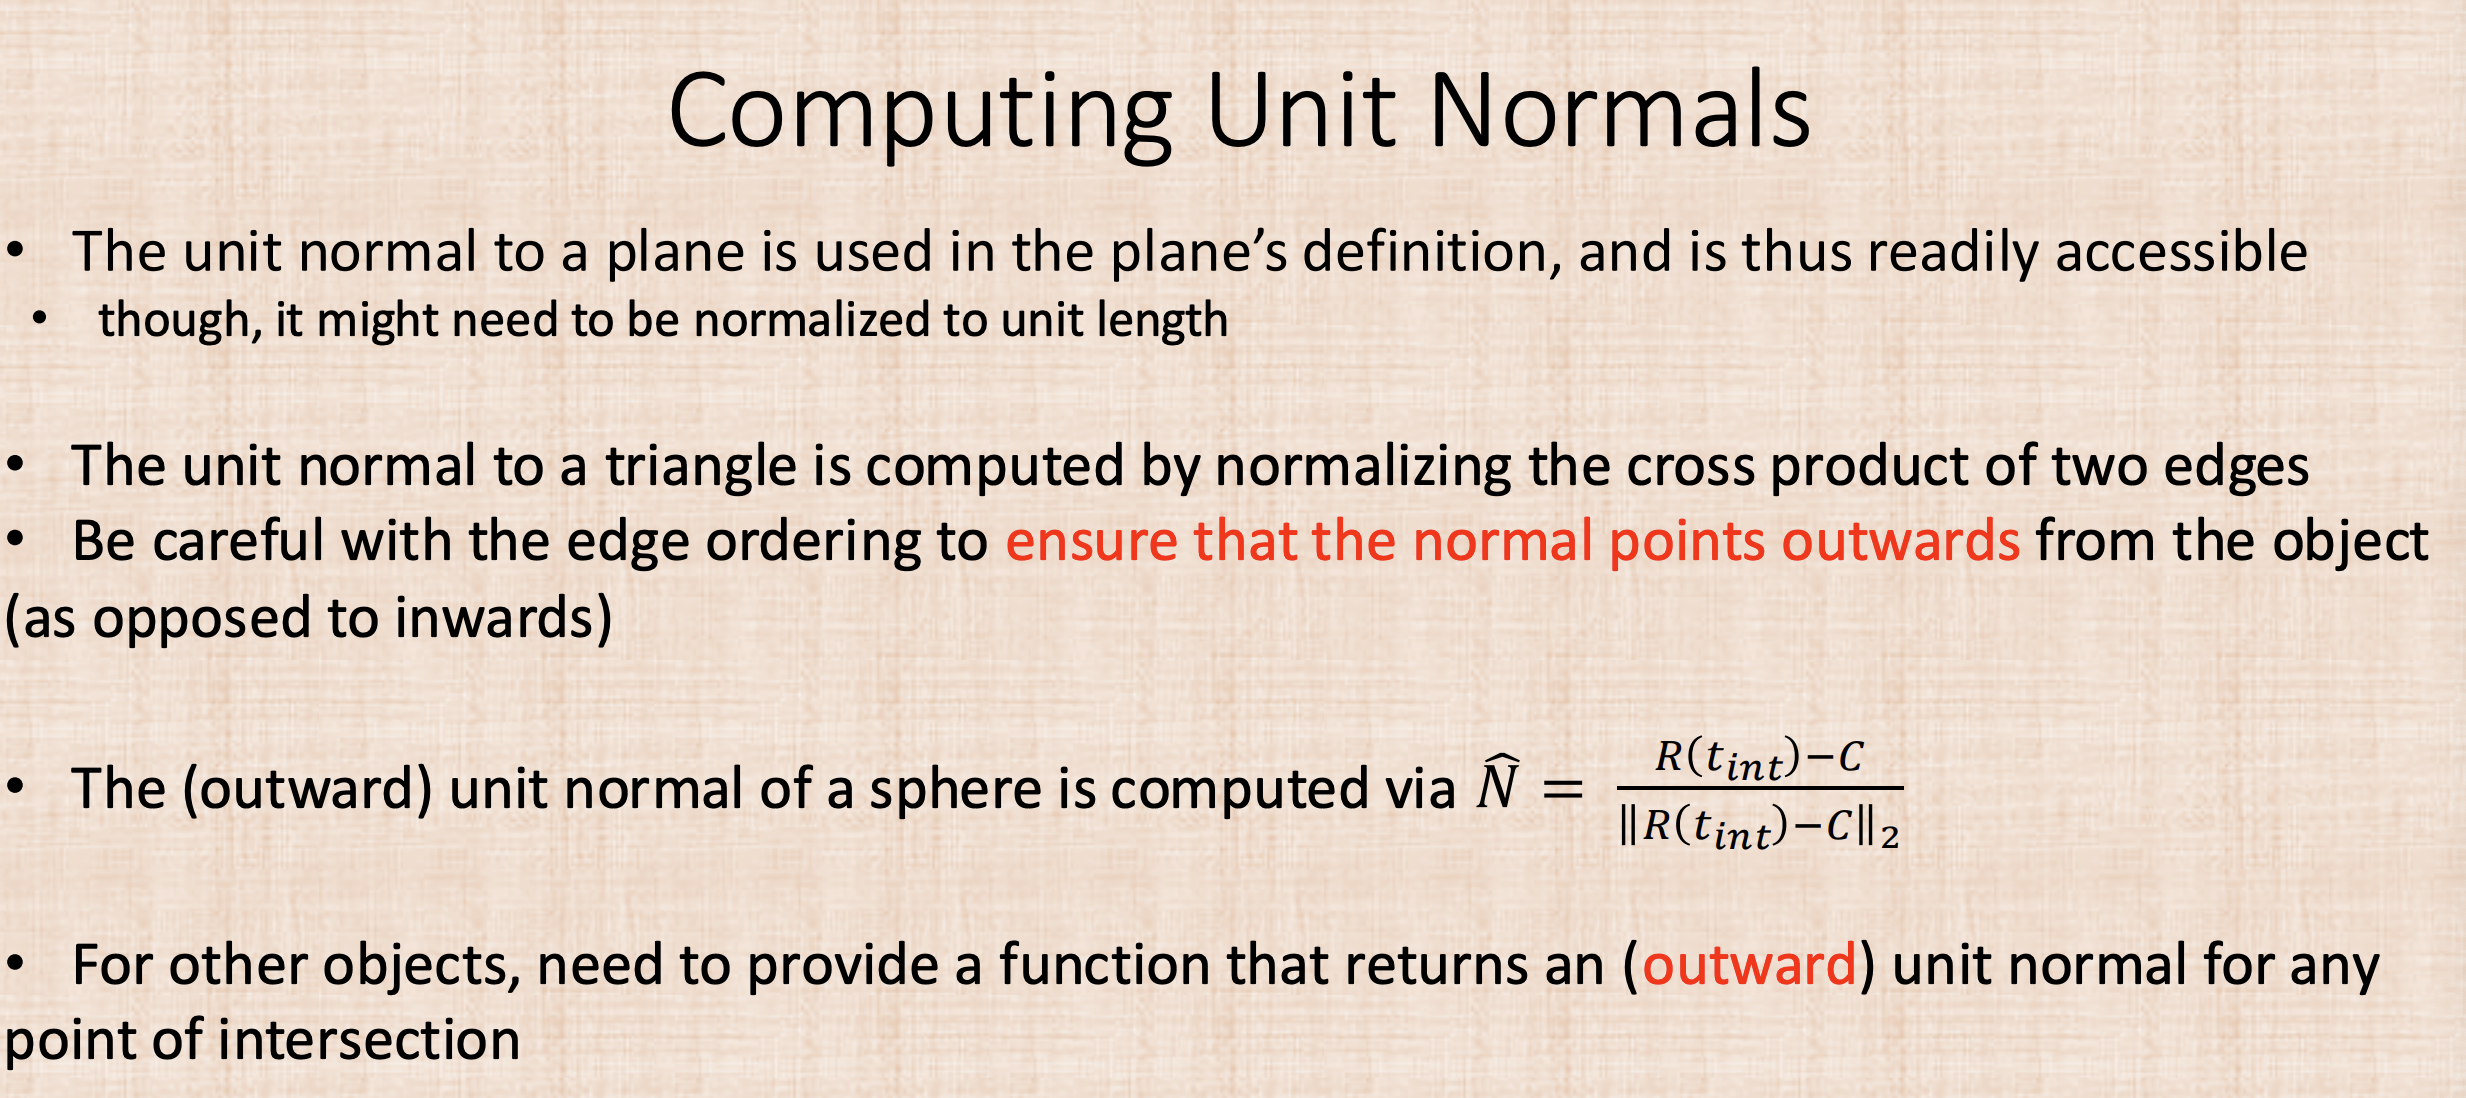 Computing Unit Normals
• The unit normal to a plane is used in the plane’s definition, and is thus readily accessible
• though, it might need to be normalized to unit length
• The unit normal to a triangle is computed by normalizing the cross product of two edges
• Be careful with the edge ordering to ensure that the normal points outwards from the object
(as opposed to inwards)
• The (outward) unit normal of a sphere is computed via $\hat{N} = \frac{R(t_{int})-C}{\|R(t_{int})-C\|_2}$
• For other objects, need to provide a function that returns an (outward) unit normal for any
point of intersection